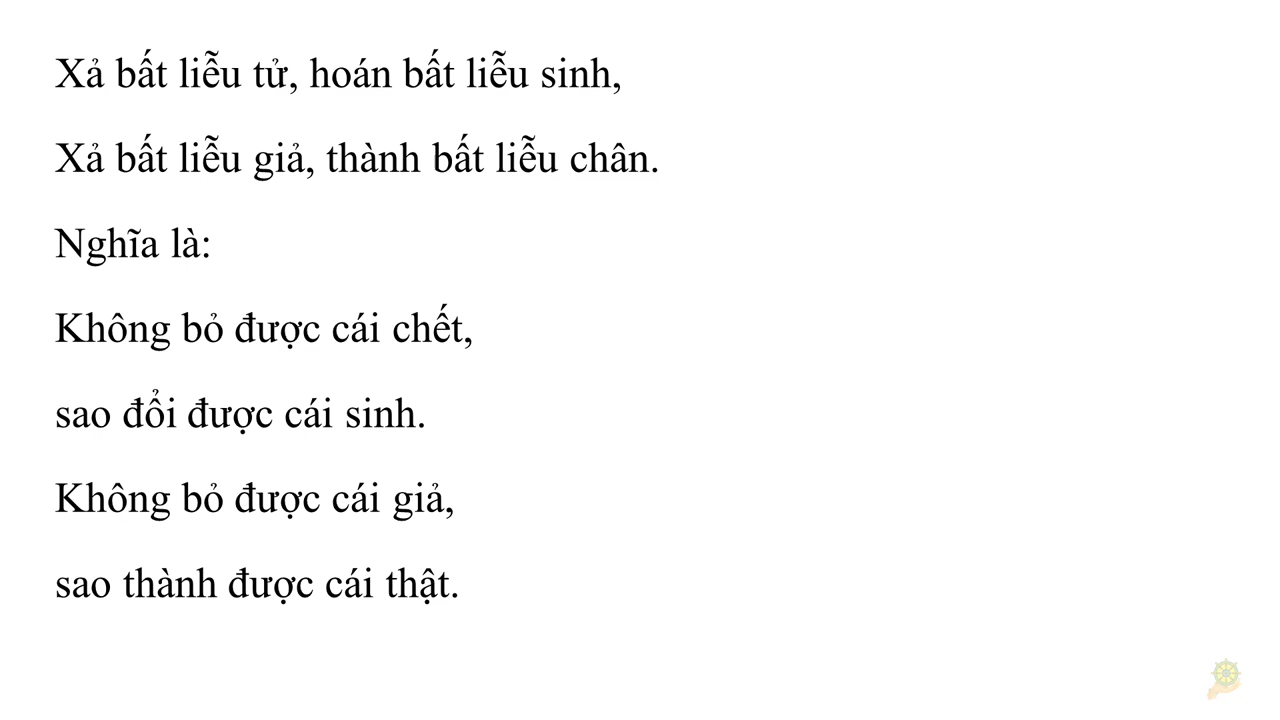 Xả bất liễu tử, hoán bất liễu sinh,
Xả bất liễu giả, thành bất liễu chân.
Nghĩa là:
Không bỏ được cái chết,
sao đổi được cái sinh.
Không bỏ được cái giả,
sao thành được cái thật.